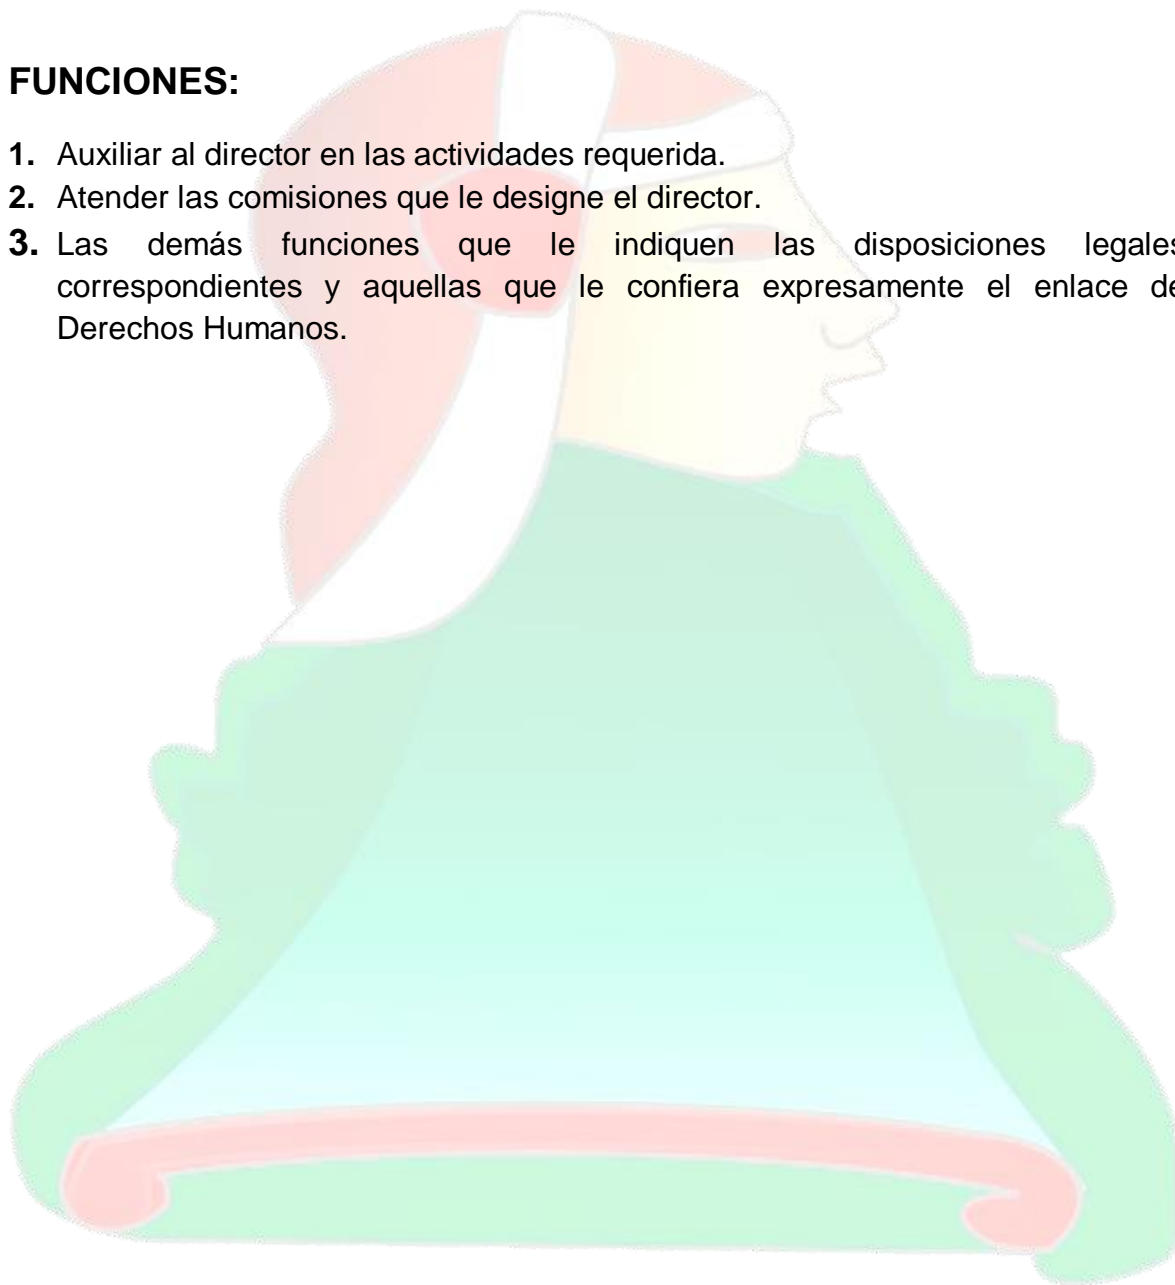 FUNCIONES:
1. Auxiliar al director en las actividades requerida.
2. Atender las comisiones que le designe el director.
3. Las demás funciones que le indiquen las disposiciones legales
correspondientes y aquellas que le confiera expresamente el enlace de
Derechos Humanos.